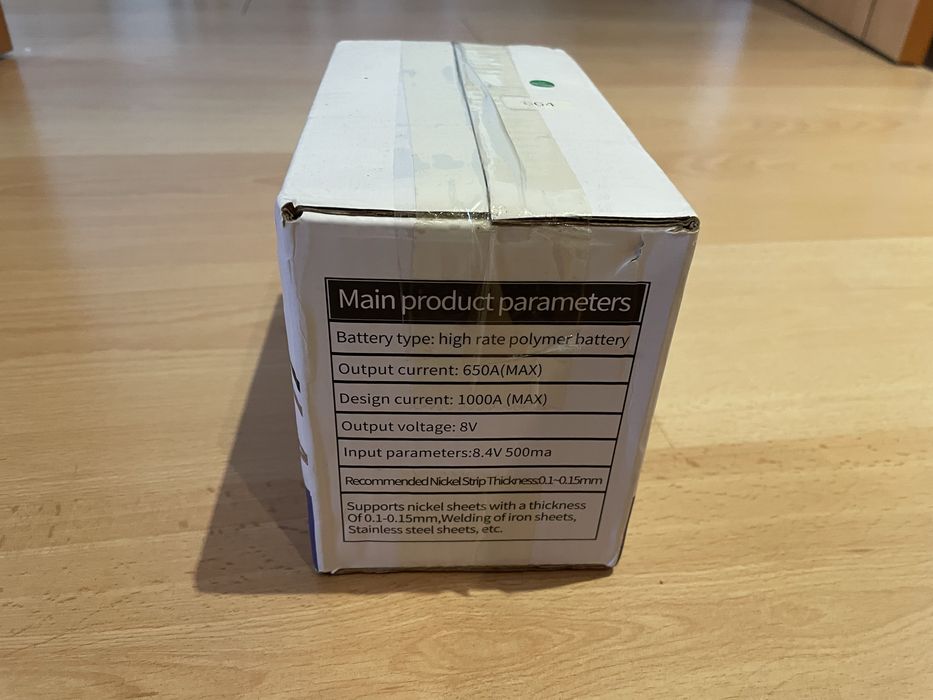 Main product parameters
Battery type: high rate polymer battery
Output current: 650A(MAX)
Design current: 1000A (MAX)
Output voltage: 8V
Input parameters:8.4V 500ma
Recommended Nickel Strip Thickness:0.1~0.15mm
Supports nickel sheets with a thickness
Of 0.1-0.15mm,Welding of iron sheets,
Stainless steel sheets, etc.